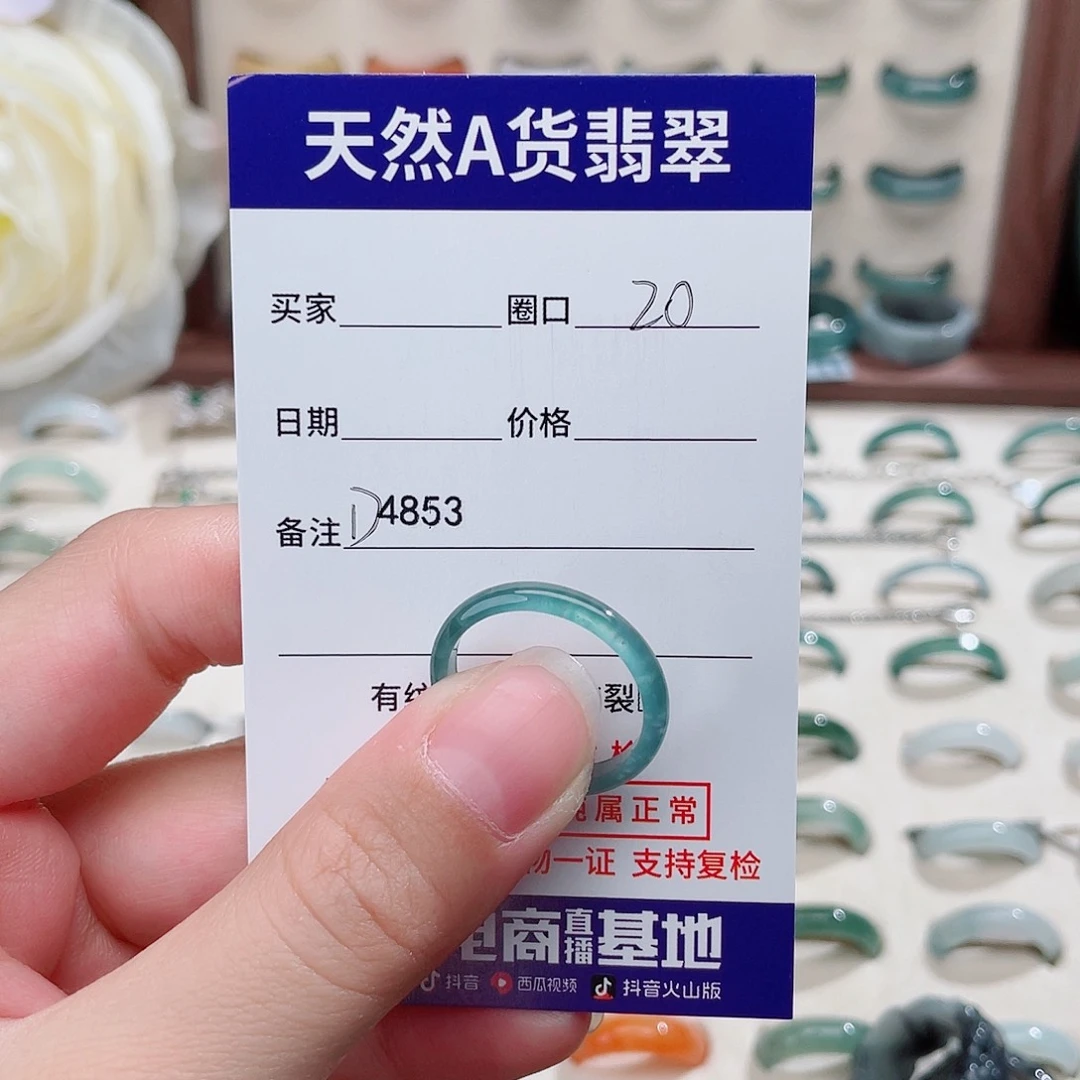 天然A货翡翠
买家 圈口 20
日期 价格
备注 D4853
有纹 裂
属正常
一证 支持复检
电商直播基地
抖音 西瓜视频 抖音火山版